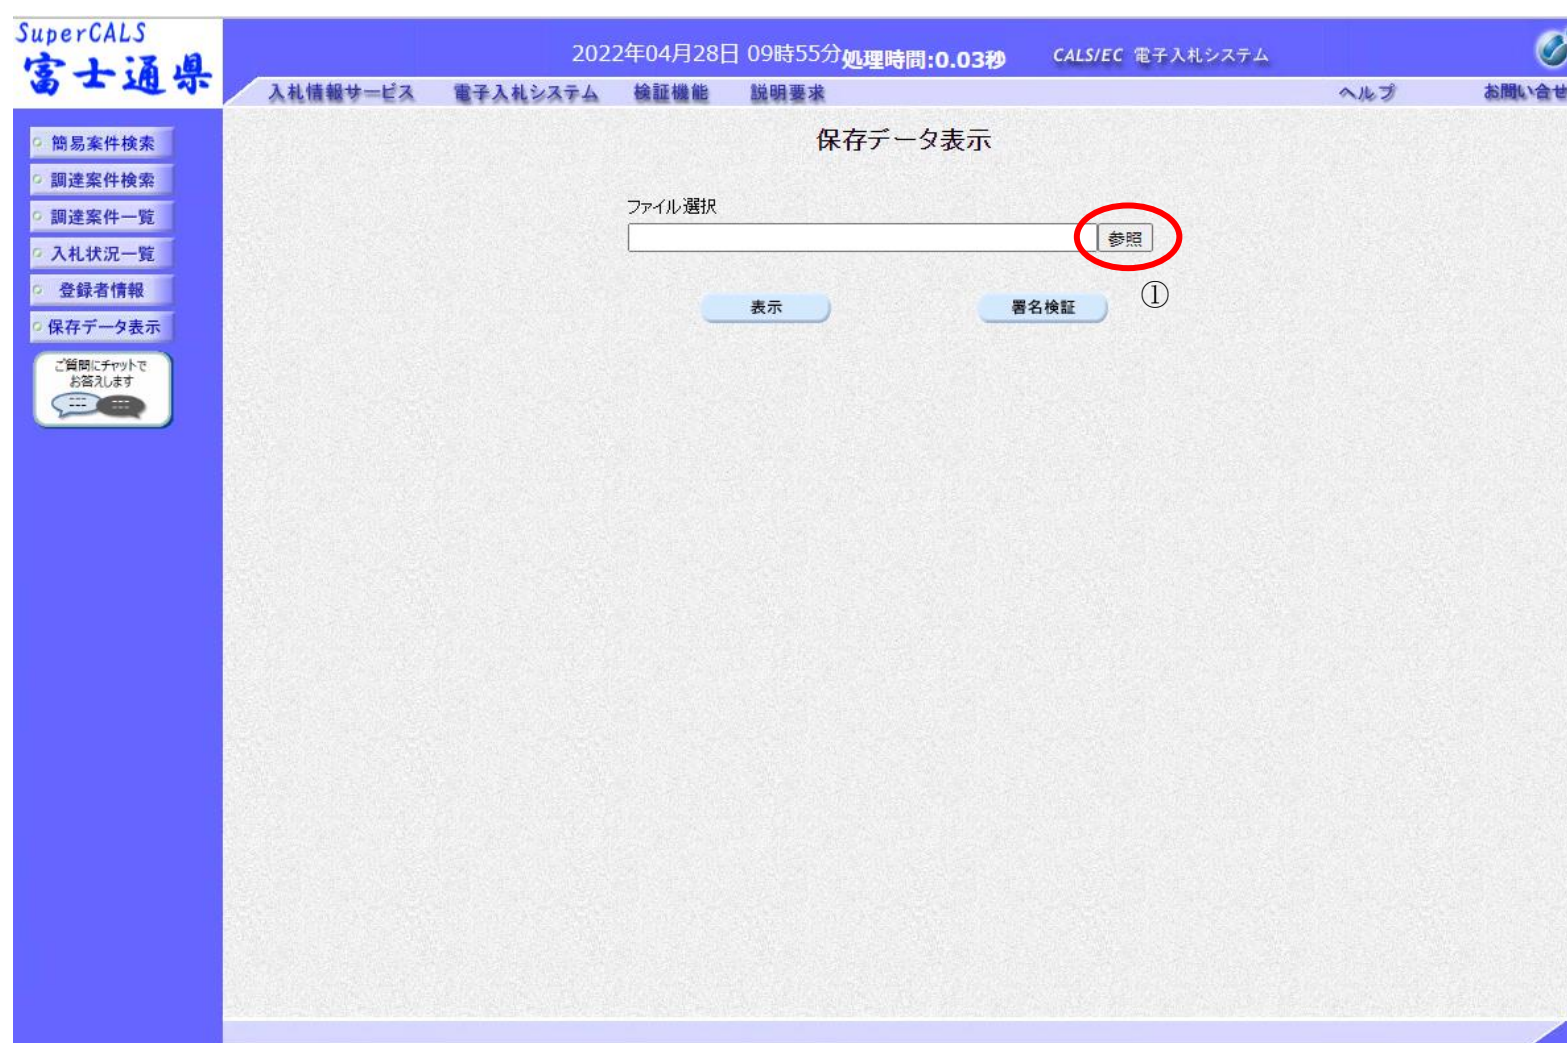 SuperCALS
富士通県
2022年04月28日 09時55分処理時間:0.03秒 CALS/EC 電子入札システム
入札情報サービス 電子入札システム 検証機能 説明要求 ヘルプ お問い合せ
簡易案件検索
調達案件検索
調達案件一覧
入札状況一覧
登録者情報
保存データ表示
ご質問にチャットで
お答えします
保存データ表示
ファイル選択
参照
①
表示 署名検証